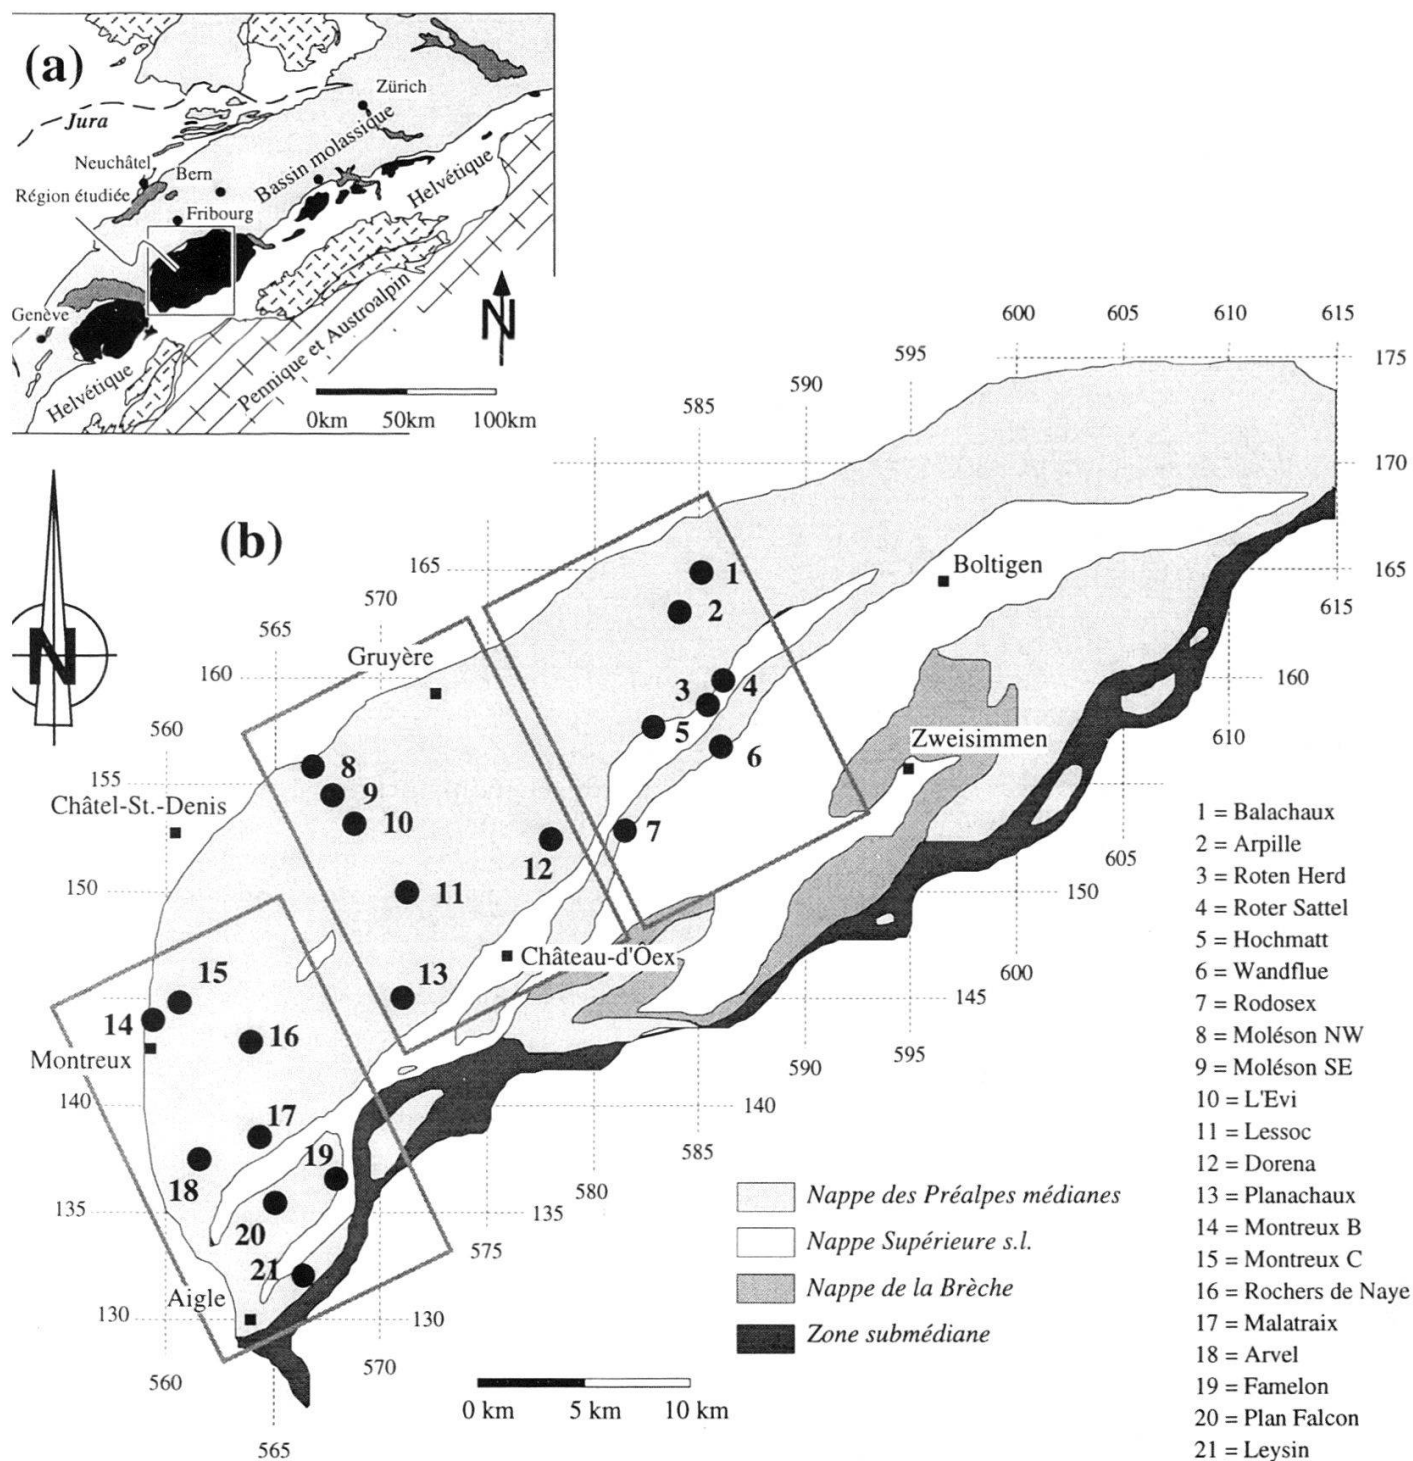 (a)
Zürich
Jura
Bassin molassique
Neuchâtel
Bern
Helvétique
Région étudiée
Fribourg
Genève
Pennique et Austroalpin
N
Helvétique
0km 50km 100km
600 605 610 615
595
175
590
585
170
(b)
N
Boltigen
165
1
570
165
2
615
565
Gruyère
160
4
160
3
560
5
6
610
Zweisimmen
8
155
9
Châtel-St.-Denis
10
7
605
12
150
11
150
Château-d'Öex
600
15
13
145
14
16
595
Montreux
590
140
140
17
585
19
18
580
135
20
135
575
21
Aigle
130
130
570
560
565
1 = Balachaux
2 = Arpille
3 = Roten Herd
4 = Roter Sattel
5 = Hochmatt
6 = Wandflue
7 = Rodosex
8 = Moléson NW
9 = Moléson SE
10 = L'Evi
11 = Lessoc
12 = Dorena
13 = Planachaux
14 = Montreux B
15 = Montreux C
16 = Rochers de Naye
17 = Malatraix
18 = Arvel
19 = Famelon
20 = Plan Falcon
21 = Leysin
Nappe des Préalpes médianes
Nappe Supérieure s.l.
Nappe de la Brèche
Zone submédiane
0 km 5 km 10 km